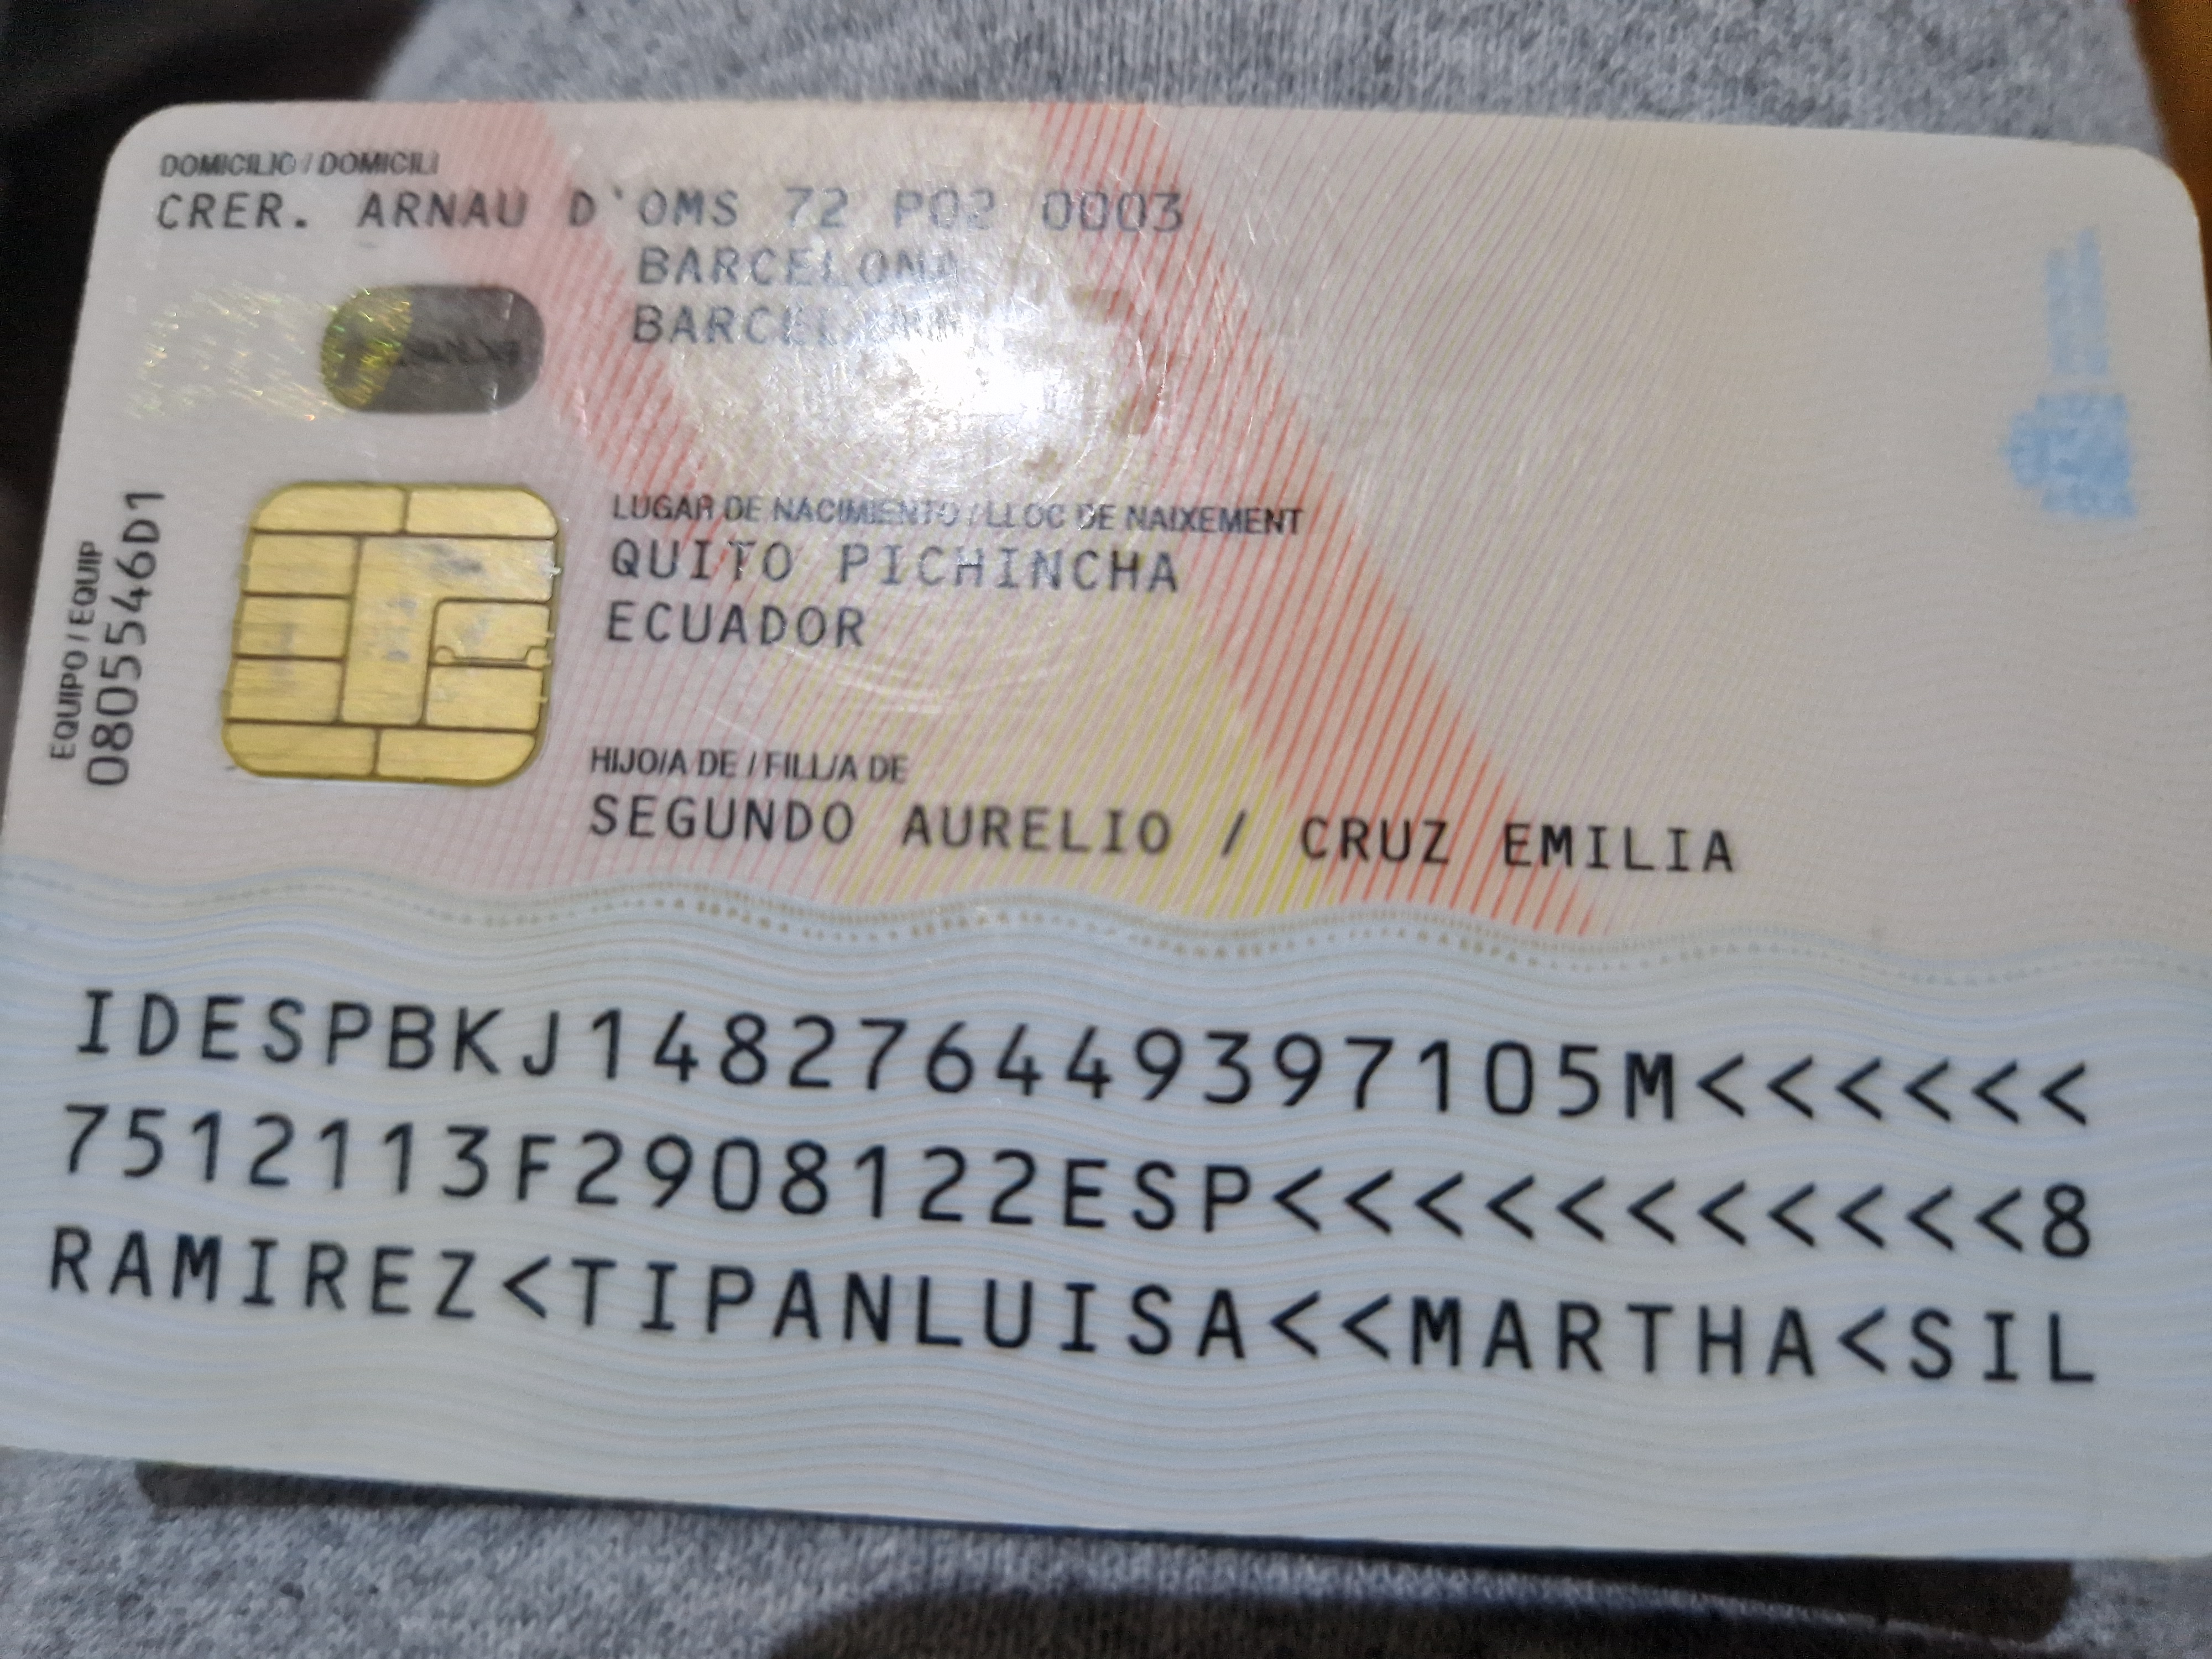 DOMICILIO / DOMICILI
CRER. ARNAU D'OMS 72 P02 0003
BARCELONA
BARCELONA
EQUIPO / EQUIP
0805546D1
LUGAR DE NACIMIENTO / LLOC DE NAIXEMENT
QUITO PICHINCHA
ECUADOR
HIJO/A DE / FILL/A DE
SEGUNDO AURELIO / CRUZ EMILIA
IDESPBKJ148276449397105M<<<<<<
7512113F2908122ESP<<<<<<<<<<<8
RAMIREZ<TIPANLUISA<<MARTHA<SIL